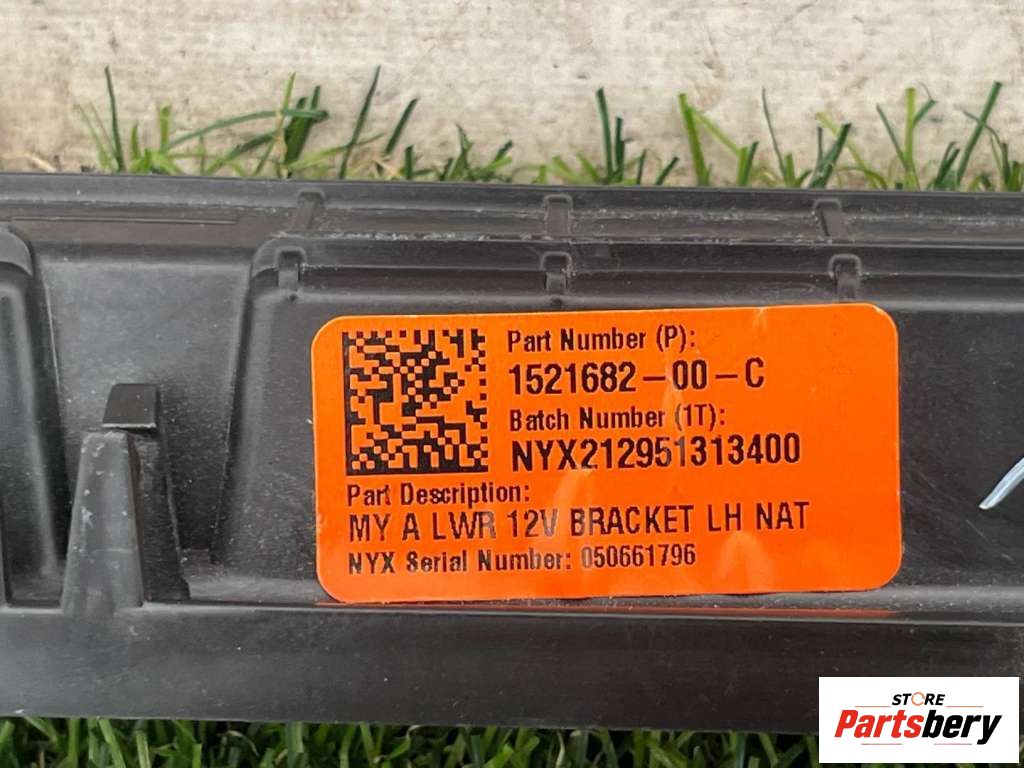 Part Number (P):
1521682-00-C
Batch Number (1T):
NYX212951313400
Part Description:
MY A LWR 12V BRACKET LH NAT
NYX Serial Number: 050661796
STORE
Partsbery